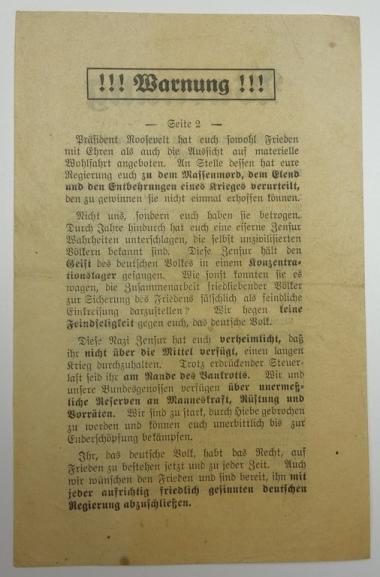 !!! Warnung !!!
— Seite 2 —
Präsident Roosevelt hat euch sowohl Frieden
mit Ehren als auch die Aussicht auf materielle
Wohlfahrt angeboten. An Stelle dessen hat eure
Regierung euch zu dem Massenmord, dem Elend
und den Entbehrungen eines Krieges verurteilt,
den zu gewinnen sie nicht einmal erhoffen können.
Nicht uns, sondern euch haben sie betrogen.
Durch Jahre hindurch hat euch eine eiserne Zensur
Wahrheiten unterschlagen, die selbst unzivilisierten
Völkern bekannt sind. Diese Zensur hält den
Geist des deutschen Volkes in einem Konzentra-
tionslager gefangen. Wie sonst konnten sie es
wagen, die Zusammenarbeit friedliebender Völker
zur Sicherung des Friedens fälschlich als feindliche
Einkreisung darzustellen? Wir hegen keine
Feindseligkeit gegen euch, das deutsche Volk.
Diese Nazi Zensur hat euch verheimlicht, daß
ihr nicht über die Mittel verfügt, einen langen
Krieg durchzuhalten. Trotz erdrückender Steuer-
last seid ihr am Rande des Bankrotts. Wir und
unsere Bundesgenossen verfügen über unermeß-
liche Reserven an Manneskraft, Rüstung und
Vorräten. Wir sind zu stark, durch Hiebe gebrochen
zu werden und können euch unerbittlich bis zur
Enderschöpfung bekämpfen.
Ihr, das deutsche Volk, habt das Recht, auf
Frieden zu bestehen jetzt und zu jeder Zeit. Auch
wir wünschen den Frieden und sind bereit, ihn mit
jeder aufrichtig friedlich gesinnten deutschen
Regierung abzuschließen.